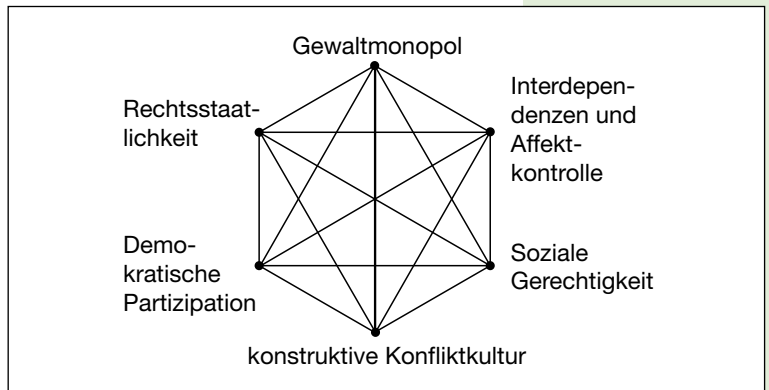 Gewaltmonopol
Rechtsstaat-
lichkeit
Interdepen-
denzen und
Affekt-
kontrolle
Demo-
kratische
Partizipation
Soziale
Gerechtigkeit
konstruktive Konfliktkultur